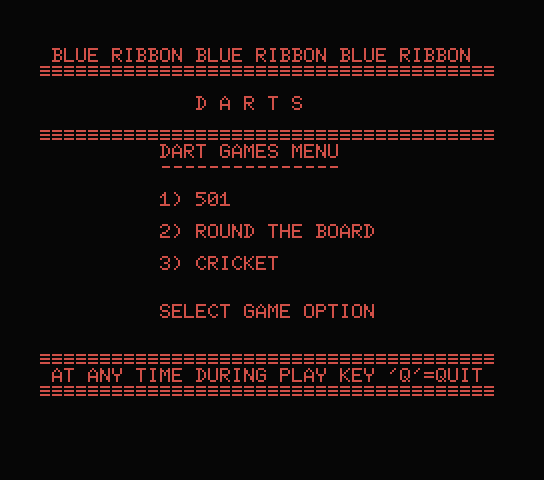 BLUE RIBBON BLUE RIBBON BLUE RIBBON
======================================
D A R T S
======================================
DART GAMES MENU
---------------
1) 501
2) ROUND THE BOARD
3) CRICKET
SELECT GAME OPTION
======================================
AT ANY TIME DURING PLAY KEY 'Q'=QUIT
======================================